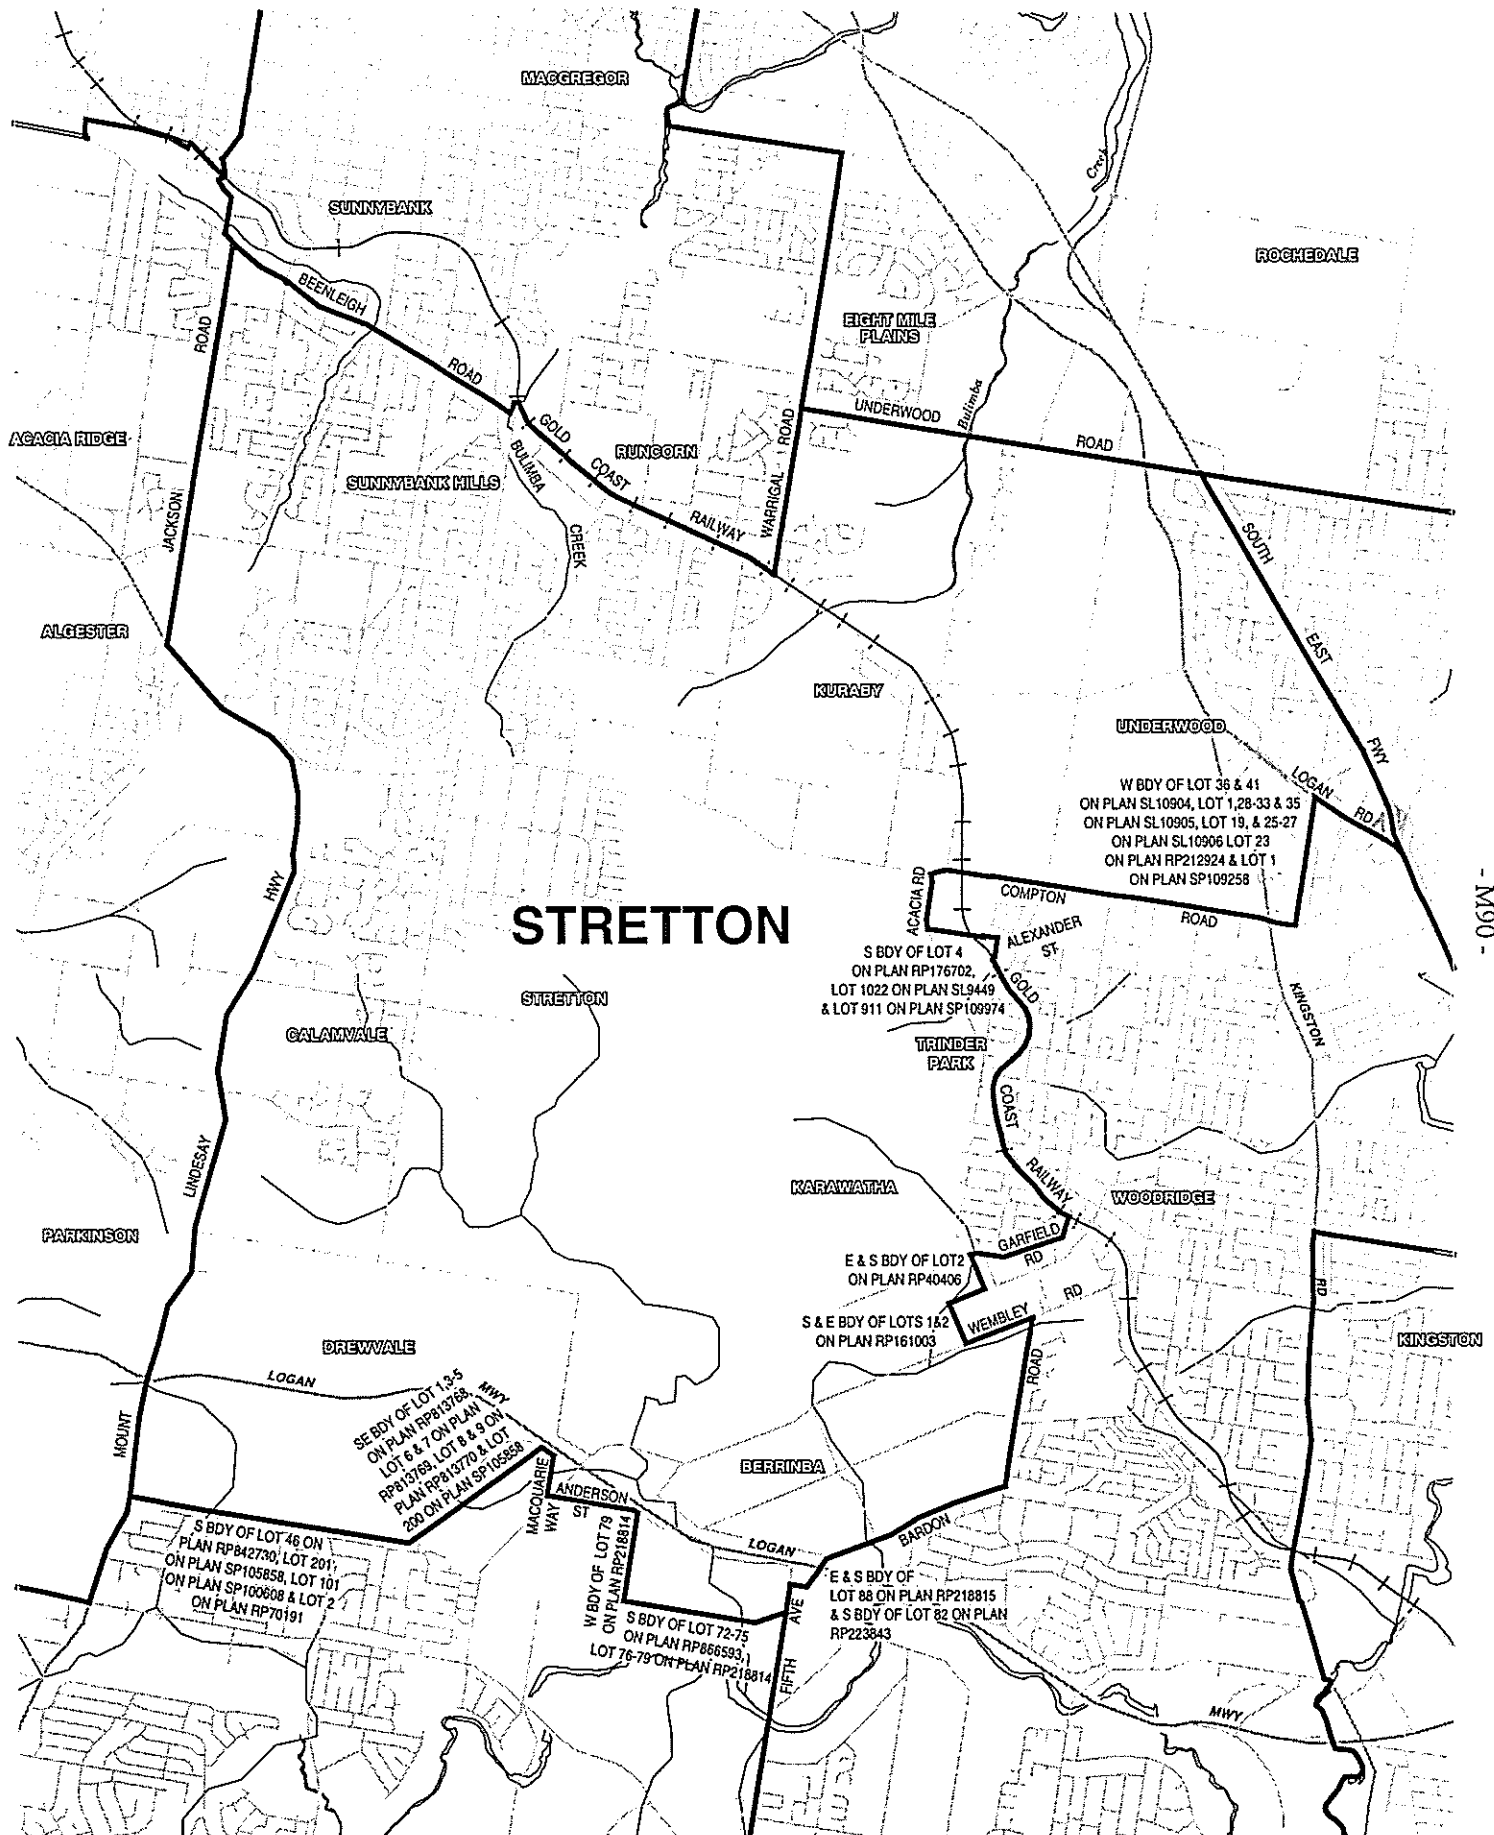 MACGREGOR
Creek
SUNNYBANK
ROCHEDALE
BEENLEIGH
ROAD
EIGHT MILE
PLAINS
ROAD
UNDERWOOD
Bulimba
ROAD
ACACIA RIDGE
GOLD
COAST
RAILWAY
RUNCORN
WARRIGAL
ROAD
BULIMBA
CREEK
SUNNYBANK HILLS
JACKSON
SOUTH
EAST
FWY
ALGESTER
KURABY
UNDERWOOD
LOGAN
RD
W BDY OF LOT 36 & 41
ON PLAN SL10904, LOT 1,28-33 & 35
ON PLAN SL10905, LOT 19, & 25-27
ON PLAN SL10906 LOT 23
ON PLAN RP212924 & LOT 1
ON PLAN SP109258
HWY
STRETTON
ACACIA RD
COMPTON
ROAD
ALEXANDER
ST
- M90 -
S BDY OF LOT 4
ON PLAN RP176702,
LOT 1022 ON PLAN SL9449
& LOT 911 ON PLAN SP109974
GOLD
STRETTON
KINGSTON
CALAMVALE
TRINDER
PARK
COAST
LINDESAY
RAILWAY
KARAWATHA
WOODRIDGE
PARKINSON
GARFIELD
RD
E & S BDY OF LOT2
ON PLAN RP40406
RD
RD
S & E BDY OF LOTS 1&2
ON PLAN RP161003
WEMBLEY
KINGSTON
DREWVALE
LOGAN
MWY
ROAD
SE BDY OF LOT 1,3-5
ON PLAN RP813768,
LOT 6 & 7 ON PLAN
RP813769, LOT 8 & 9 ON
PLAN RP813770 & LOT
200 ON PLAN SP105858
MOUNT
BERRINBA
MACQUARIE
WAY
ANDERSON
ST
S BDY OF LOT 46 ON
PLAN RP842730, LOT 201,
ON PLAN SP105858, LOT 101
ON PLAN SP100608 & LOT 2
ON PLAN RP70191
W BDY OF LOT 79
ON PLAN RP218814
LOGAN
BARDON
E & S BDY OF
LOT 88 ON PLAN RP218815
& S BDY OF LOT 82 ON PLAN
RP223843
S BDY OF LOT 72-75
ON PLAN RP866593,
LOT 76-79 ON PLAN RP218814
FIFTH
AVE
MWY